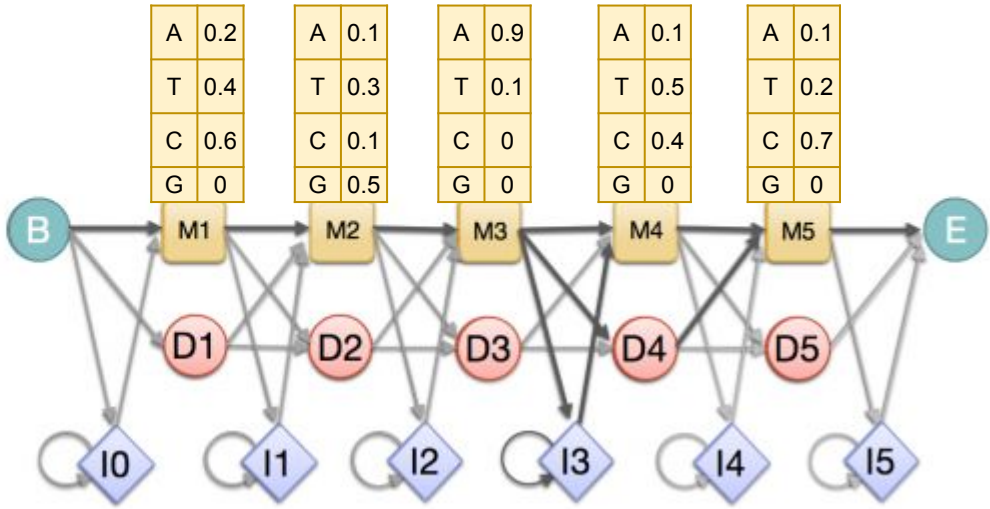 A 0.2 A 0.1 A 0.9 A 0.1 A 0.1
T 0.4 T 0.3 T 0.1 T 0.5 T 0.2
C 0.6 C 0.1 C 0 C 0.4 C 0.7
G 0 G 0.5 G 0 G 0 G 0
B M1 M2 M3 M4 M5 E
D1 D2 D3 D4 D5
I0 I1 I2 I3 I4 I5